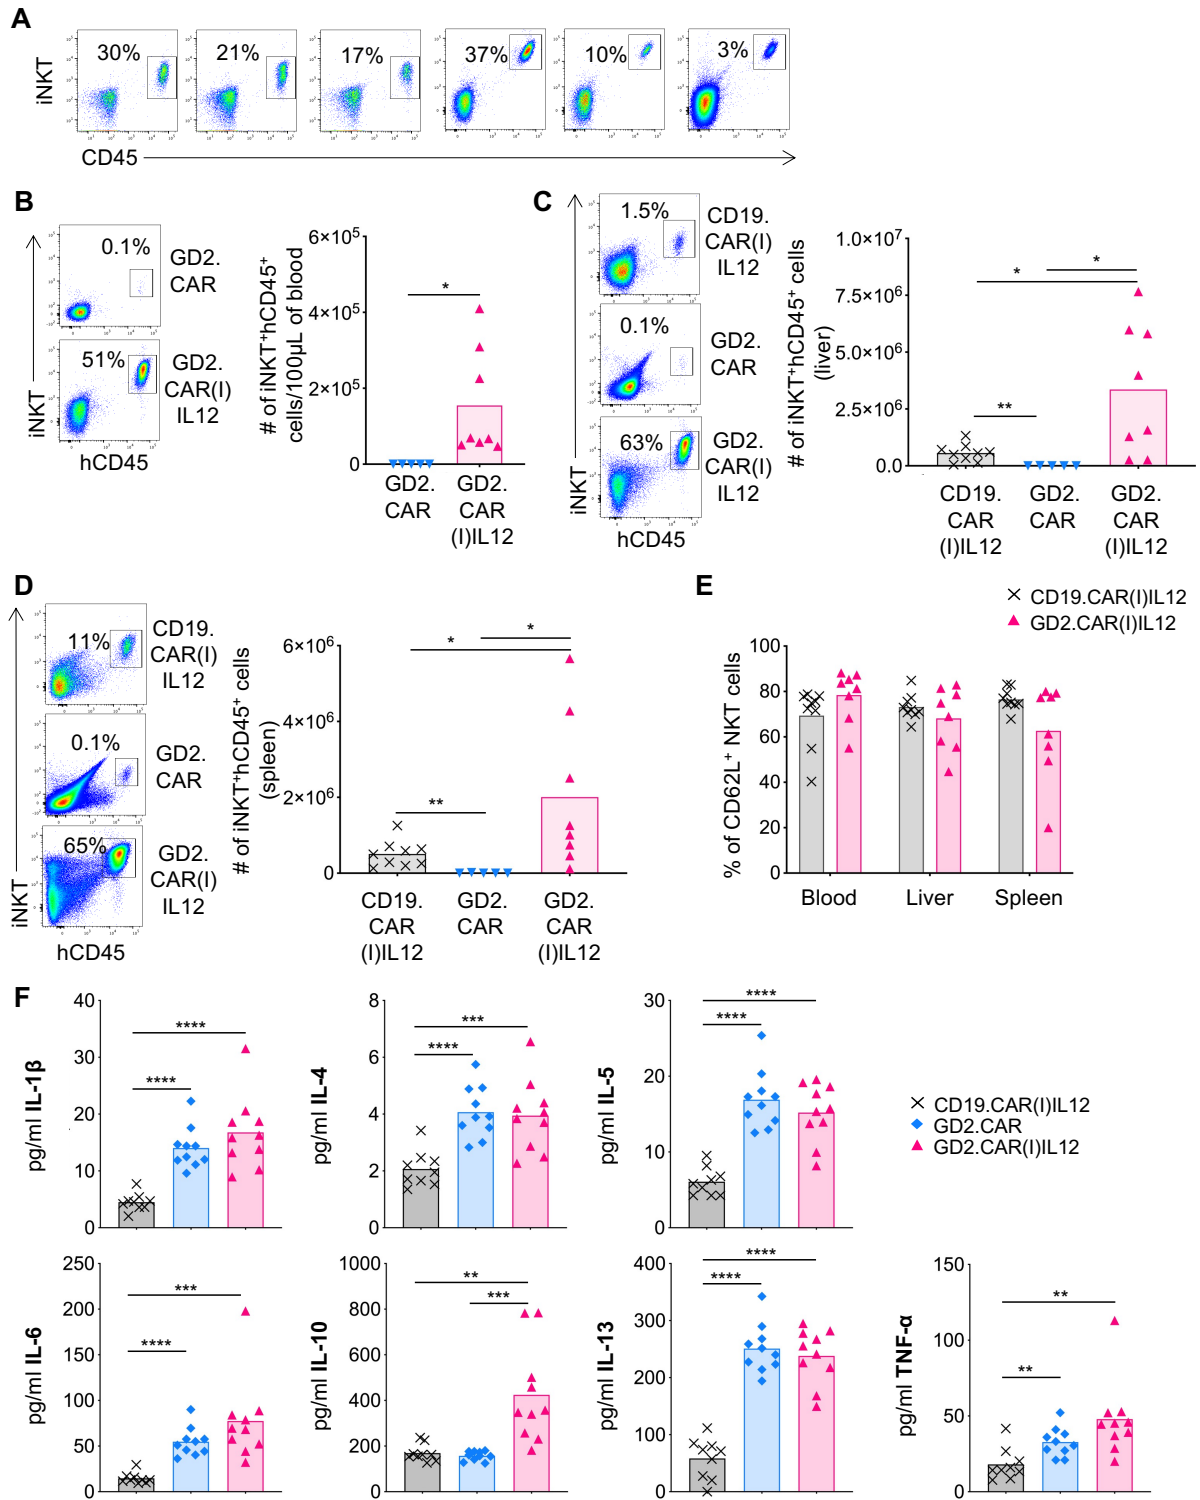 A
iNKT
30%
21%
17%
37%
10%
3%
CD45
B
iNKT
0.1%
GD2.
CAR
51%
GD2.
CAR(I)
IL12
hCD45
# of iNKT⁺hCD45⁺
cells/100µL of blood
6×10⁵
4×10⁵
2×10⁵
0
*
GD2.
CAR
GD2.
CAR
(I)IL12
C
iNKT
1.5%
CD19.
CAR(I)
IL12
0.1%
GD2.
CAR
63%
GD2.
CAR(I)
IL12
hCD45
# of iNKT⁺hCD45⁺ cells
(liver)
1.0×10⁷
7.5×10⁶
5.0×10⁶
2.5×10⁶
0.0
*
*
**
CD19.
CAR
(I)IL12
GD2.
CAR
GD2.
CAR
(I)IL12
D
iNKT
11%
CD19.
CAR(I)
IL12
0.1%
GD2.
CAR
65%
GD2.
CAR(I)
IL12
hCD45
# of iNKT⁺hCD45⁺ cells
(spleen)
6×10⁶
4×10⁶
2×10⁶
0
*
*
**
CD19.
CAR
(I)IL12
GD2.
CAR
GD2.
CAR
(I)IL12
E
CD19.CAR(I)IL12
GD2.CAR(I)IL12
% of CD62L⁺ NKT cells
100
80
60
40
20
0
Blood
Liver
Spleen
F
pg/ml IL-1β
40
30
20
10
0
****
****
pg/ml IL-4
8
6
4
2
0
***
****
pg/ml IL-5
30
20
10
0
****
****
CD19.CAR(I)IL12
GD2.CAR
GD2.CAR(I)IL12
pg/ml IL-6
250
200
150
100
50
0
***
****
pg/ml IL-10
1000
800
600
400
200
0
**
***
pg/ml IL-13
400
300
200
100
0
****
****
pg/ml TNF-α
150
100
50
0
**
**